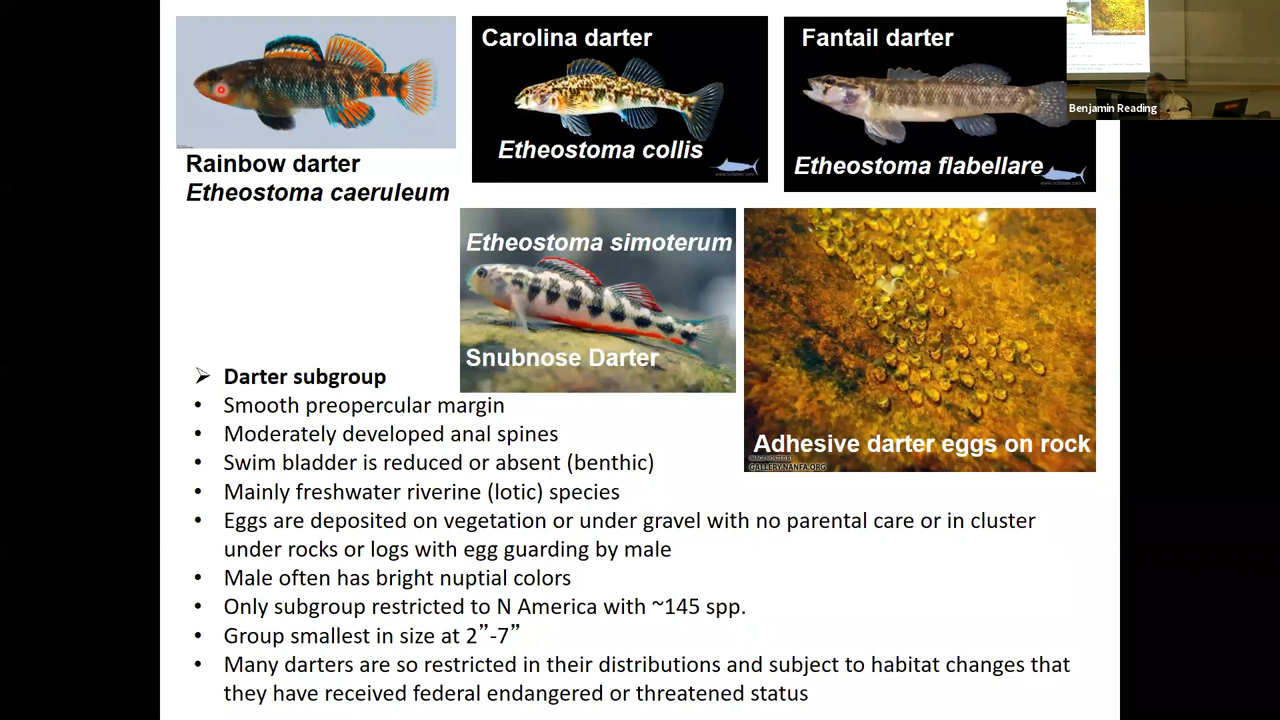 Carolina darter
Fantail darter
Benjamin Reading
Etheostoma collis
Etheostoma flabellare
Rainbow darter
Etheostoma caeruleum
Etheostoma simoterum
Snubnose Darter
Adhesive darter eggs on rock
IMAGE HOSTED BY
GALLERY.NANFA.ORG
➢ Darter subgroup
• Smooth preopercular margin
• Moderately developed anal spines
• Swim bladder is reduced or absent (benthic)
• Mainly freshwater riverine (lotic) species
• Eggs are deposited on vegetation or under gravel with no parental care or in cluster
under rocks or logs with egg guarding by male
• Male often has bright nuptial colors
• Only subgroup restricted to N America with ~145 spp.
• Group smallest in size at 2”-7”
• Many darters are so restricted in their distributions and subject to habitat changes that
they have received federal endangered or threatened status